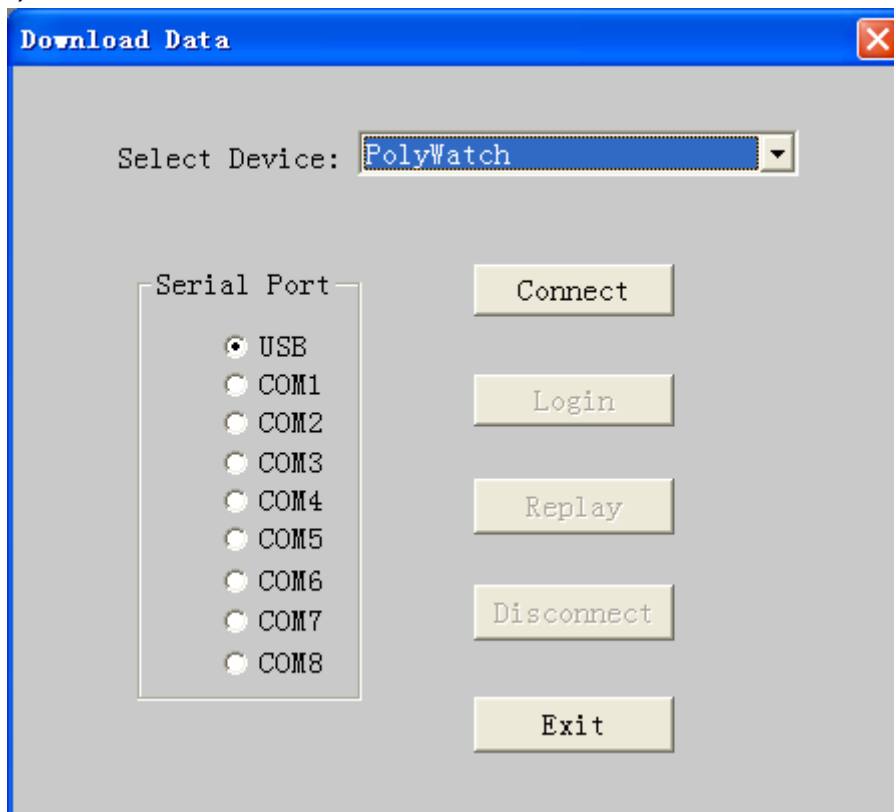 Download Data
Select Device: PolyWatch
Serial Port
USB
COM1
COM2
COM3
COM4
COM5
COM6
COM7
COM8
Connect
Login
Replay
Disconnect
Exit